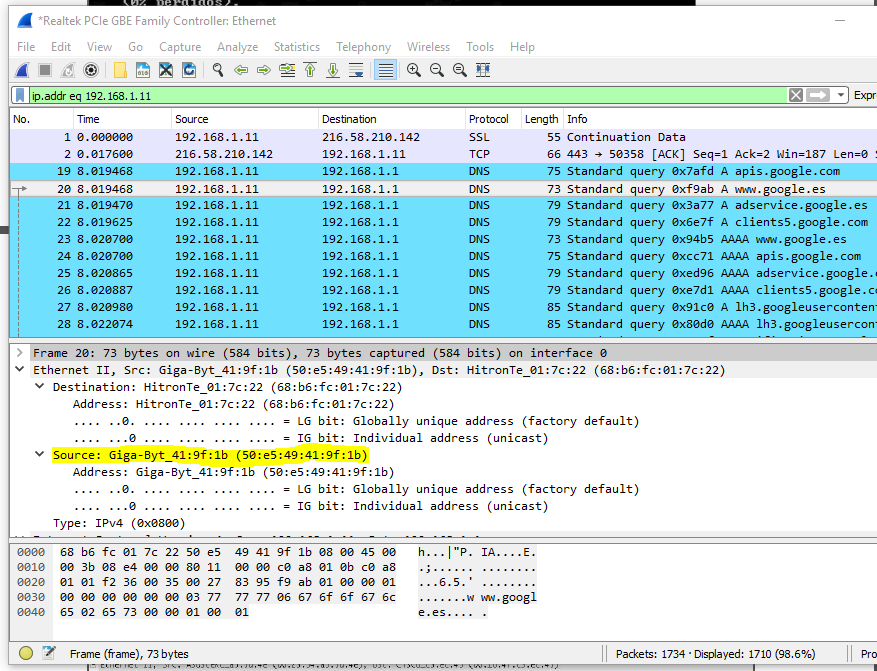 (0% perdidos).
*Realtek PCIe GBE Family Controller: Ethernet
File Edit View Go Capture Analyze Statistics Telephony Wireless Tools Help
ip.addr eq 192.168.1.11 Expr
No. Time Source Destination Protocol Length Info
1 0.000000 192.168.1.11 216.58.210.142 SSL 55 Continuation Data
2 0.017600 216.58.210.142 192.168.1.11 TCP 66 443 → 50358 [ACK] Seq=1 Ack=2 Win=187 Len=0 S
19 8.019468 192.168.1.11 192.168.1.1 DNS 75 Standard query 0x7afd A apis.google.com
20 8.019468 192.168.1.11 192.168.1.1 DNS 73 Standard query 0xf9ab A www.google.es
21 8.019470 192.168.1.11 192.168.1.1 DNS 79 Standard query 0x3a77 A adservice.google.es
22 8.019625 192.168.1.11 192.168.1.1 DNS 79 Standard query 0x6e7f A clients5.google.com
23 8.020700 192.168.1.11 192.168.1.1 DNS 73 Standard query 0x94b5 AAAA www.google.es
24 8.020700 192.168.1.11 192.168.1.1 DNS 75 Standard query 0xcc71 AAAA apis.google.com
25 8.020865 192.168.1.11 192.168.1.1 DNS 79 Standard query 0xed96 AAAA adservice.google.
26 8.020887 192.168.1.11 192.168.1.1 DNS 79 Standard query 0xe7d1 AAAA clients5.google.co
27 8.020980 192.168.1.11 192.168.1.1 DNS 85 Standard query 0x91c0 A lh3.googleusercontent
28 8.022074 192.168.1.11 192.168.1.1 DNS 85 Standard query 0x80d0 AAAA lh3.googleusercon
Frame 20: 73 bytes on wire (584 bits), 73 bytes captured (584 bits) on interface 0
Ethernet II, Src: Giga-Byt_41:9f:1b (50:e5:49:41:9f:1b), Dst: HitronTe_01:7c:22 (68:b6:fc:01:7c:22)
Destination: HitronTe_01:7c:22 (68:b6:fc:01:7c:22)
Address: HitronTe_01:7c:22 (68:b6:fc:01:7c:22)
.... ..0. .... .... .... .... = LG bit: Globally unique address (factory default)
.... ...0 .... .... .... .... = IG bit: Individual address (unicast)
Source: Giga-Byt_41:9f:1b (50:e5:49:41:9f:1b)
Address: Giga-Byt_41:9f:1b (50:e5:49:41:9f:1b)
.... ..0. .... .... .... .... = LG bit: Globally unique address (factory default)
.... ...0 .... .... .... .... = IG bit: Individual address (unicast)
Type: IPv4 (0x0800)
0000 68 b6 fc 01 7c 22 50 e5 49 41 9f 1b 08 00 45 00 h...|"P. IA....E.
0010 00 3b 08 e4 00 00 80 11 00 00 c0 a8 01 0b c0 a8 .;...... ........
0020 01 01 f2 36 00 35 00 27 83 95 f9 ab 01 00 00 01 ...6.5.' ........
0030 00 00 00 00 00 00 03 77 77 77 06 67 6f 6f 67 6c .......w ww.googl
0040 65 02 65 73 00 00 01 00 01 e.es.... .
Frame (frame), 73 bytes Packets: 1734 · Displayed: 1710 (98.6%) Pro